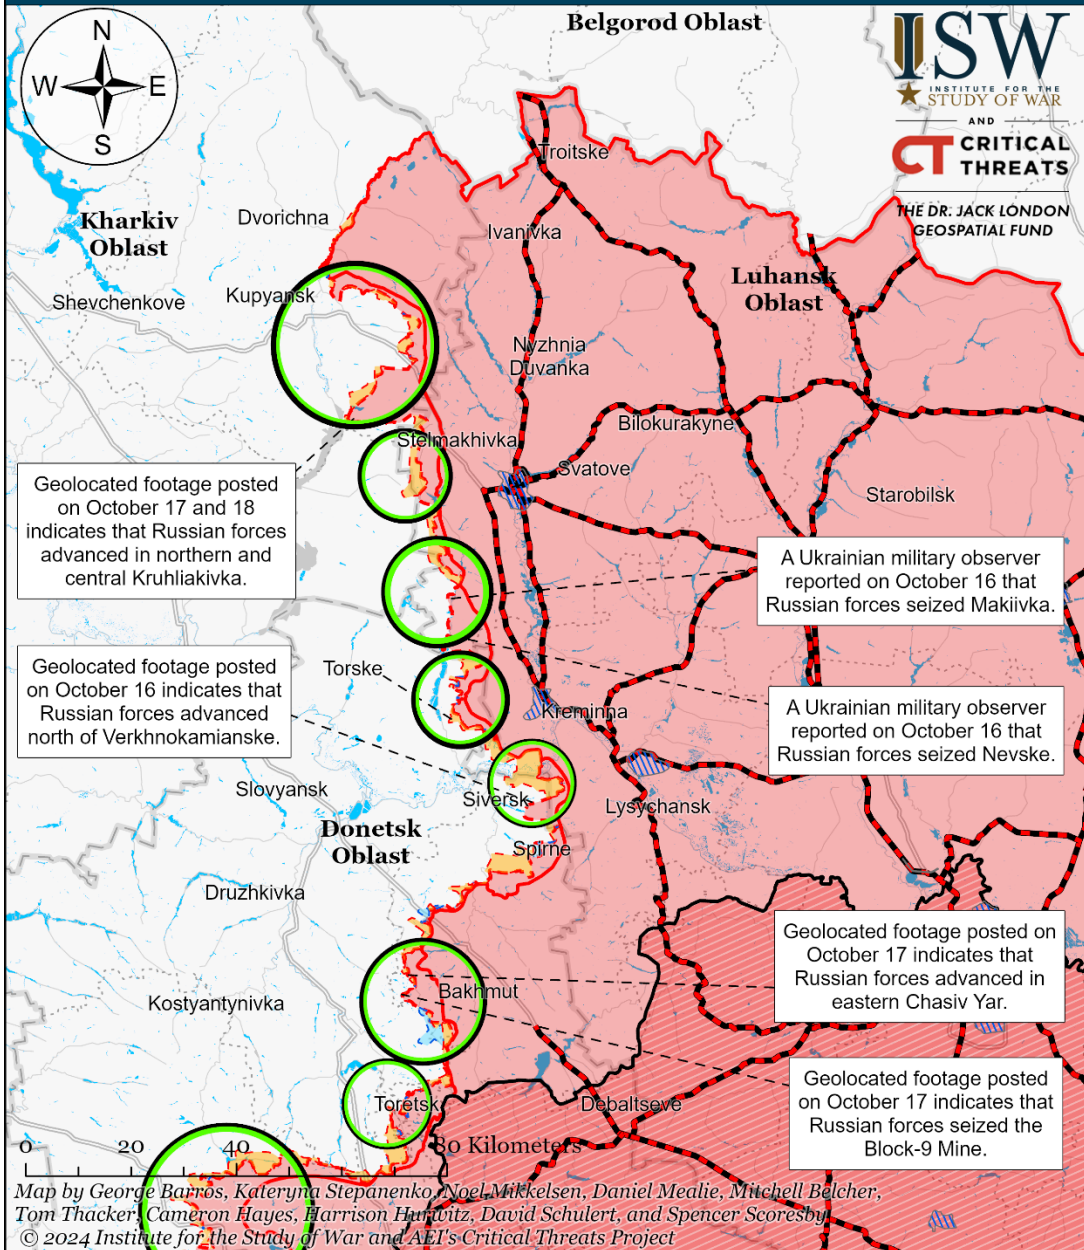 Belgorod Oblast
N
W
E
S
ISW
INSTITUTE FOR THE
STUDY OF WAR
AND
CT CRITICAL
THREATS
THE DR. JACK LONDON
GEOSPATIAL FUND
Troitske
Dvorichna
Kharkiv
Oblast
Ivanivka
Luhansk
Oblast
Shevchenkove
Kupyansk
Nyzhnia
Duvanka
Bilokurakyne
Stelmakhivka
Svatove
Starobilsk
Geolocated footage posted
on October 17 and 18
indicates that Russian forces
advanced in northern and
central Kruhliakivka.
A Ukrainian military observer
reported on October 16 that
Russian forces seized Makiivka.
Geolocated footage posted
on October 16 indicates that
Russian forces advanced
north of Verkhnokamianske.
Torske
Kreminna
A Ukrainian military observer
reported on October 16 that
Russian forces seized Nevske.
Slovyansk
Siversk
Lysychansk
Donetsk
Oblast
Spirne
Druzhkivka
Geolocated footage posted on
October 17 indicates that
Russian forces advanced in
eastern Chasiv Yar.
Kostyantynivka
Bakhmut
Geolocated footage posted
on October 17 indicates that
Russian forces seized the
Block-9 Mine.
Toretsk
Debaltseve
0 20 40 80 Kilometers
Map by George Barros, Kateryna Stepanenko, Noel Mikkelsen, Daniel Mealie, Mitchell Belcher,
Tom Thacker, Cameron Hayes, Harrison Hurwitz, David Schulert, and Spencer Scoresby
© 2024 Institute for the Study of War and AEI's Critical Threats Project